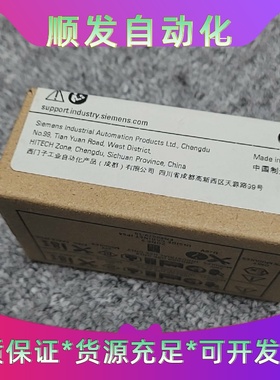 顺发自动化
support.industry.siemens.com
Siemens Industrial Automation Products Ltd., Chengdu
No.99, Tian Yuan Road, West District,
HITECH Zone, Chengdu, Sichuan Province, China
西门子工业自动化产品（成都）有限公司 四川省成都高新西区天源路99号
Made in
中国制
质保证*货源充足*可开发